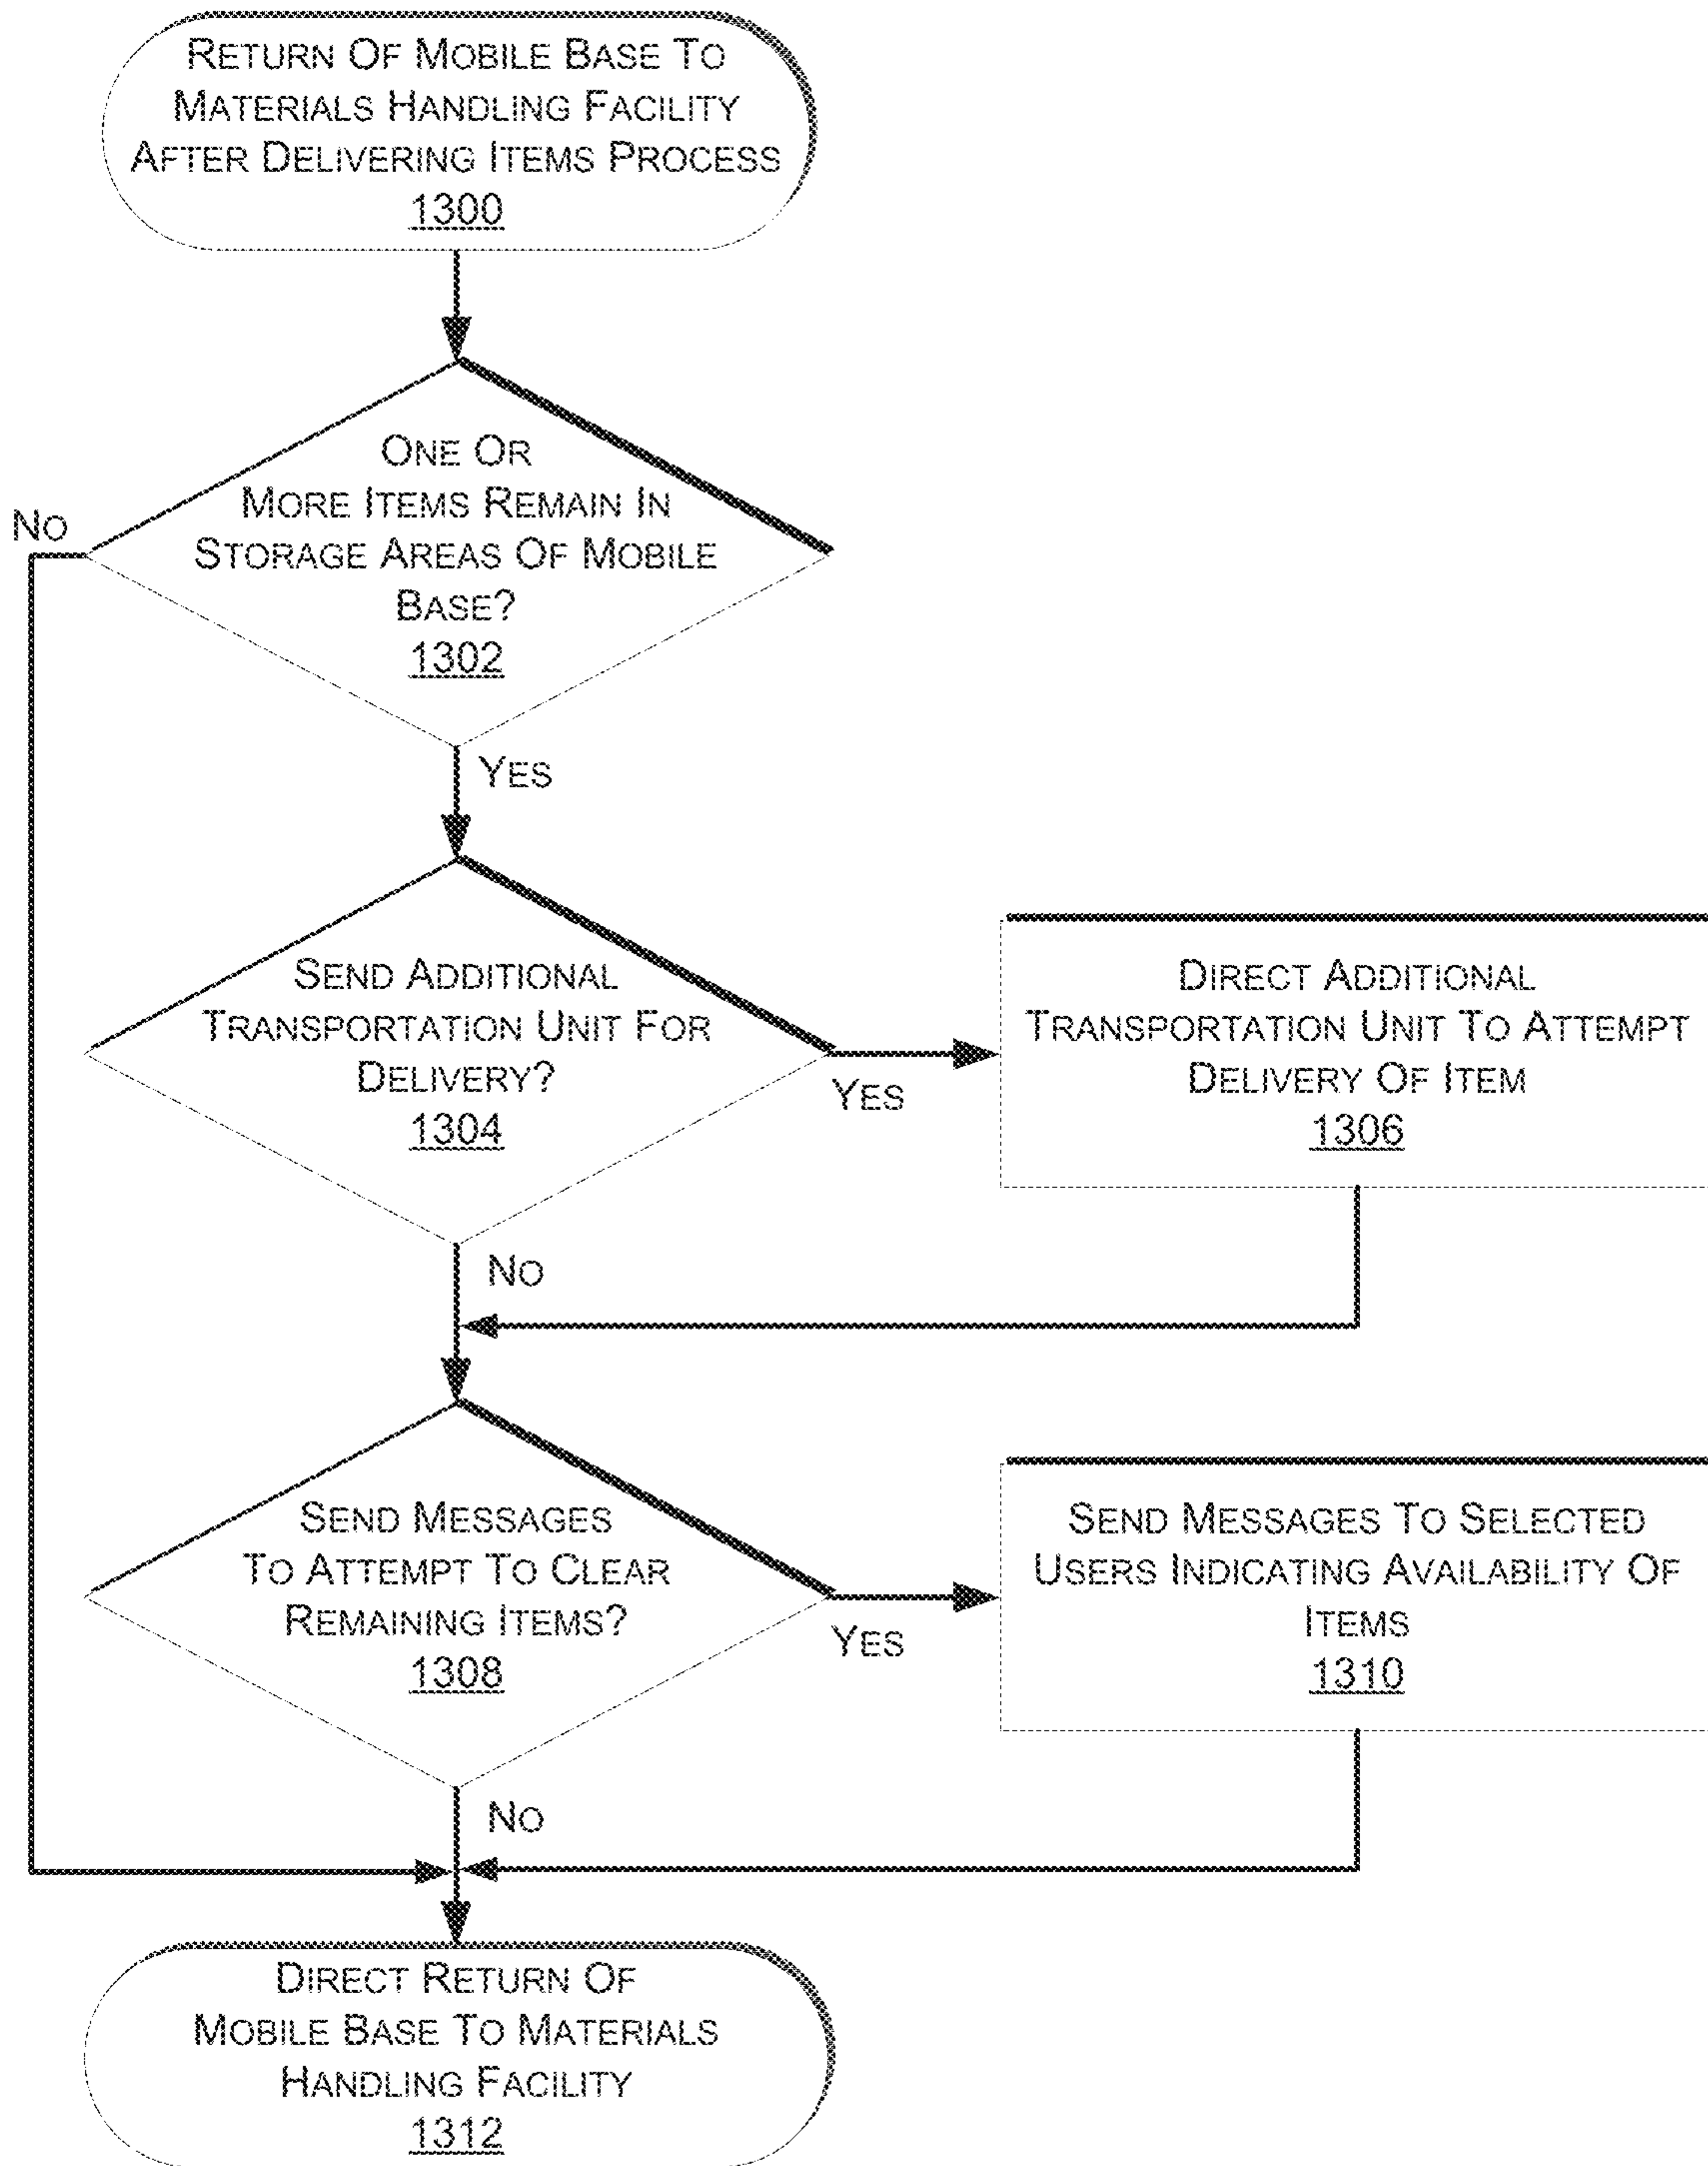 RETURN OF MOBILE BASE TO
MATERIALS HANDLING FACILITY
AFTER DELIVERING ITEMS PROCESS
1300
ONE OR
MORE ITEMS REMAIN IN
STORAGE AREAS OF MOBILE
BASE?
1302
NO
YES
SEND ADDITIONAL
TRANSPORTATION UNIT FOR
DELIVERY?
1304
YES
DIRECT ADDITIONAL
TRANSPORTATION UNIT TO ATTEMPT
DELIVERY OF ITEM
1306
NO
SEND MESSAGES
TO ATTEMPT TO CLEAR
REMAINING ITEMS?
1308
YES
SEND MESSAGES TO SELECTED
USERS INDICATING AVAILABILITY OF
ITEMS
1310
NO
DIRECT RETURN OF
MOBILE BASE TO MATERIALS
HANDLING FACILITY
1312